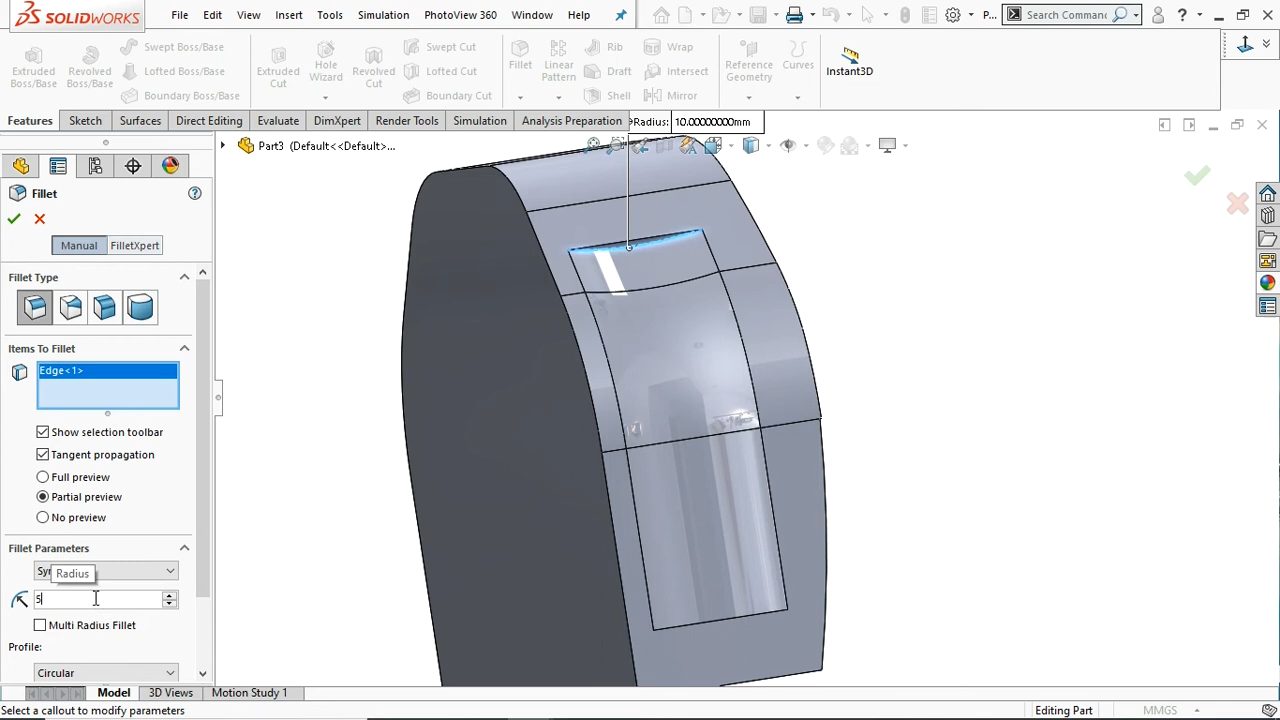 SOLIDWORKS
File Edit View Insert Tools Simulation PhotoView 360 Window Help
P...
Search Command
?
Extruded Boss/Base
Revolved Boss/Base
Swept Boss/Base
Lofted Boss/Base
Boundary Boss/Base
Extruded Cut
Hole Wizard
Revolved Cut
Swept Cut
Lofted Cut
Boundary Cut
Fillet
Linear Pattern
Rib
Draft
Shell
Wrap
Intersect
Mirror
Reference Geometry
Curves
Instant3D
Features Sketch Surfaces Direct Editing Evaluate DimXpert Render Tools Simulation Analysis Preparation
Radius: 10.00000000mm
Part3 (Default<<Default>...
Fillet
?
Manual FilletXpert
Fillet Type
Items To Fillet
Edge<1>
Show selection toolbar
Tangent propagation
Full preview
Partial preview
No preview
Fillet Parameters
Sy
Radius
5
Multi Radius Fillet
Profile:
Circular
Model 3D Views Motion Study 1
Select a callout to modify parameters
Editing Part
MMGS